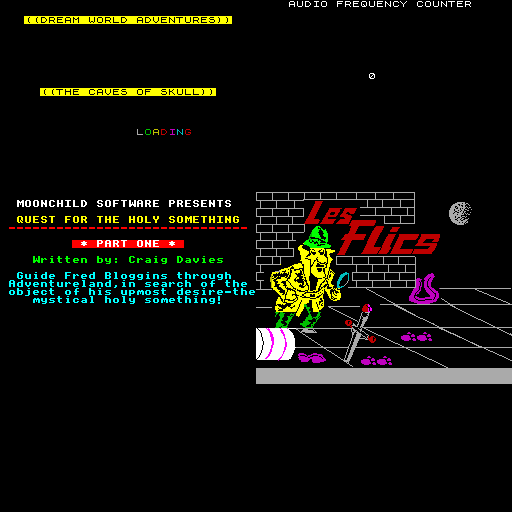 ((DREAM WORLD ADVENTURES))
((THE CAVES OF SKULL))
LOADING
AUDIO FREQUENCY COUNTER
0
MOONCHILD SOFTWARE PRESENTS
QUEST FOR THE HOLY SOMETHING
* PART ONE *
Written by: Craig Davies
Guide Fred Bloggins through
Adventureland,in search of the
object of his upmost desire-the
mystical holy something!
Les
Flics